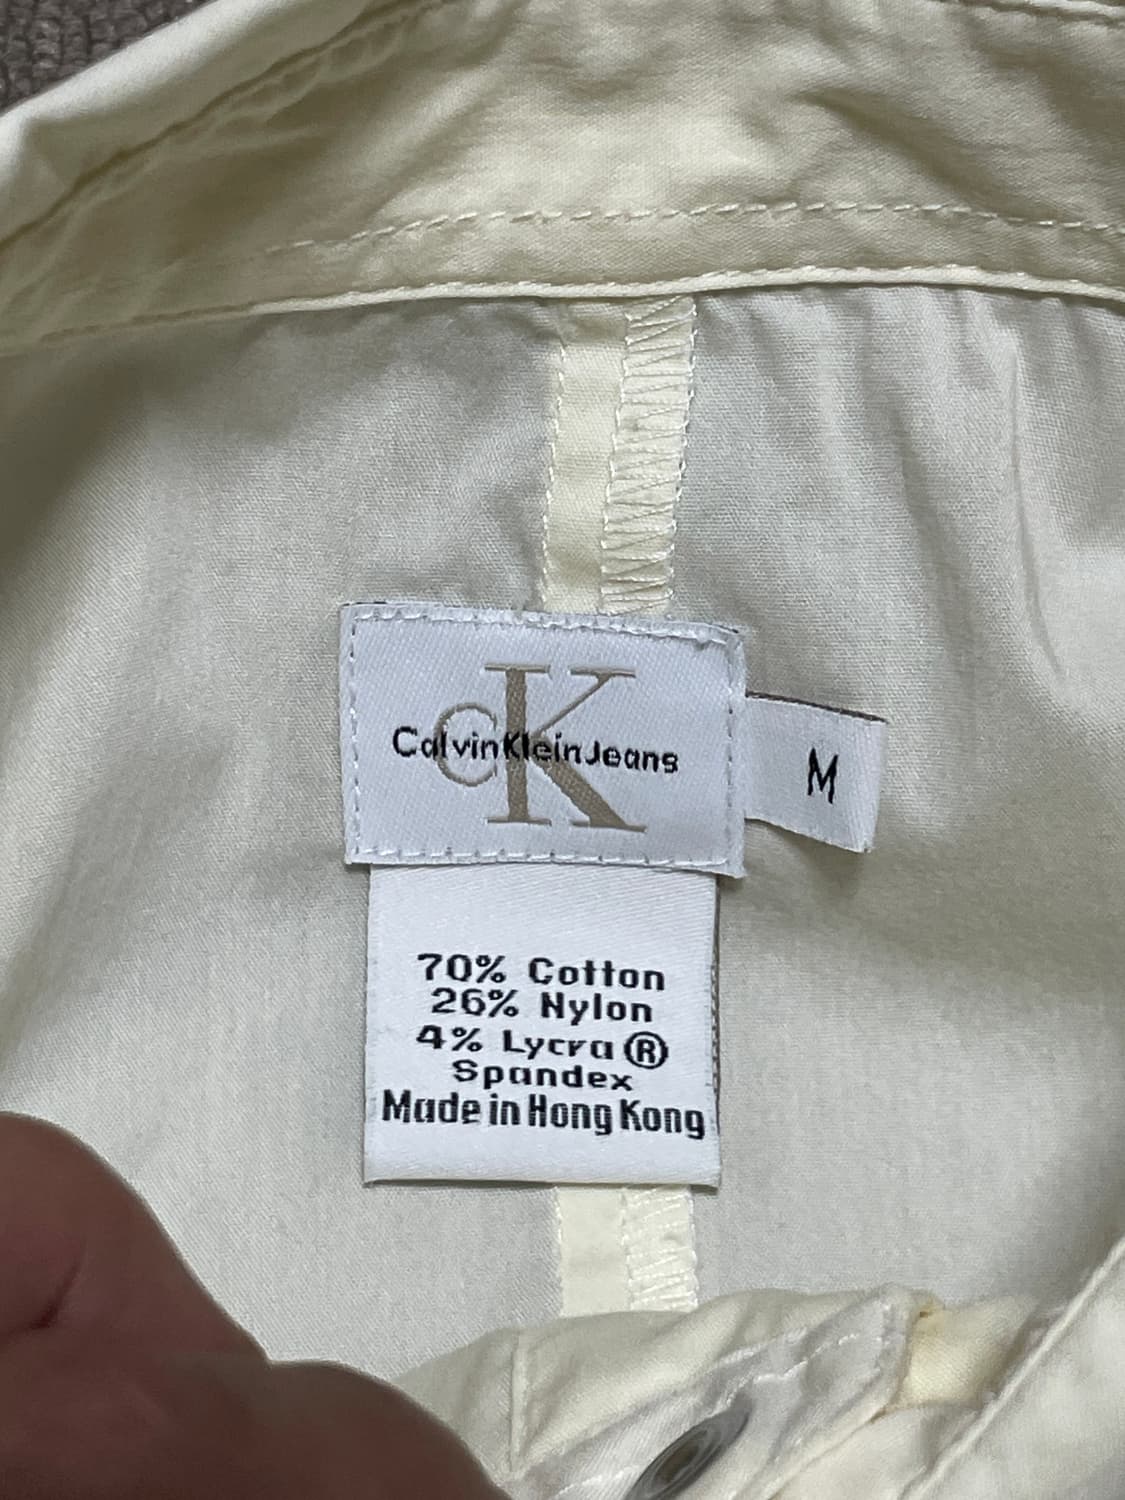 CK
CalvinKleinJeans
M
70% Cotton
26% Nylon
4% Lycra ®
Spandex
Made in Hong Kong